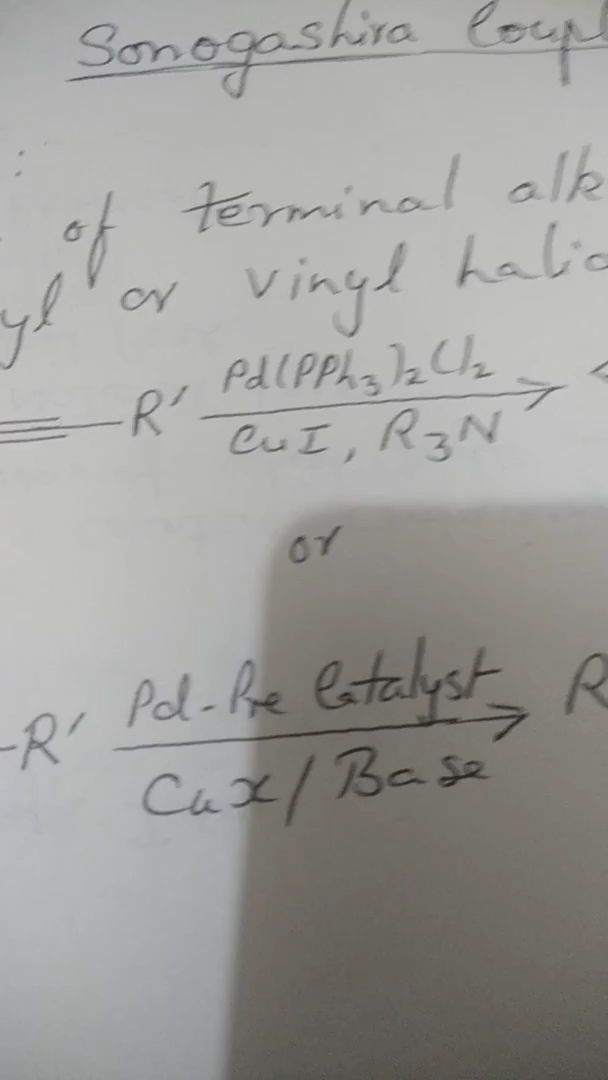 Sonogashira Coupl
:
of terminal alk
yl or vinyl halid
≡—R' Pd(PPh3)2Cl2
CuI, R3N
or
-R' Pd-Pre Catalyst R
CuX/Base